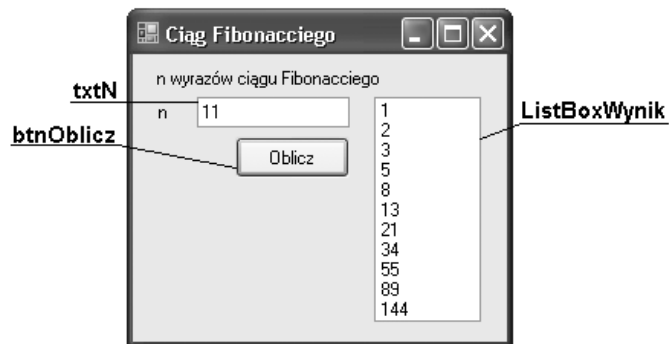 Ciąg Fibonacciego
n wyrazów ciągu Fibonacciego
txtN
n
11
ListBoxWynik
btnOblicz
Oblicz
1
2
3
5
8
13
21
34
55
89
144